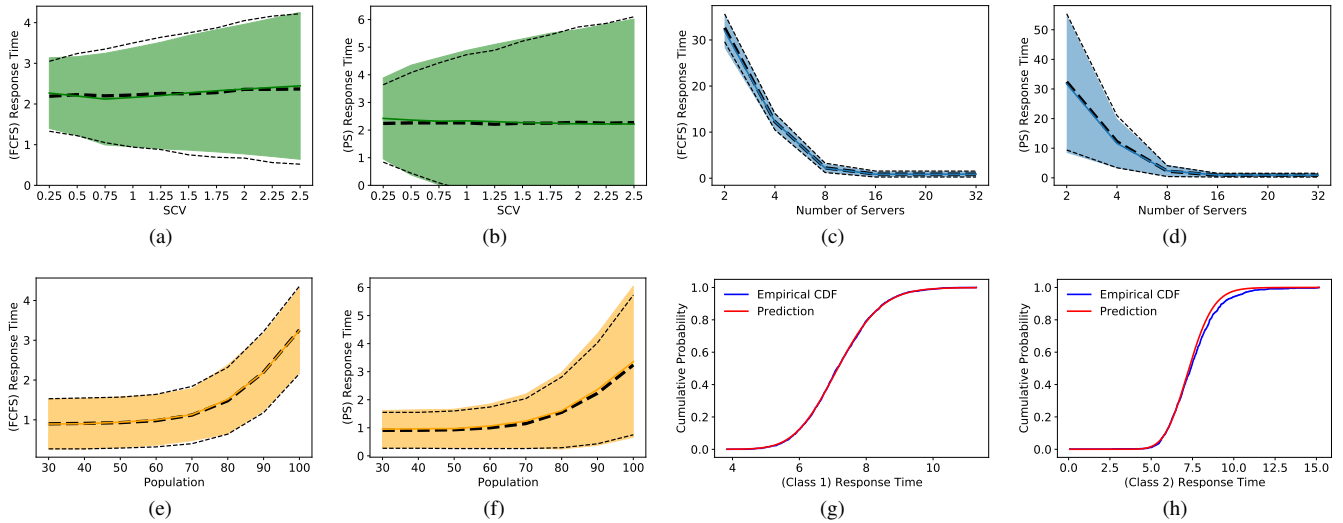 (FCFS) Response Time
4
3
2
1
0
0.25 0.5 0.75 1 1.25 1.5 1.75 2 2.25 2.5
SCV
(a)
(PS) Response Time
6
5
4
3
2
1
0
0.25 0.5 0.75 1 1.25 1.5 1.75 2 2.25 2.5
SCV
(b)
(FCFS) Response Time
30
20
10
0
2 4 8 16 20 32
Number of Servers
(c)
(PS) Response Time
50
40
30
20
10
0
2 4 8 16 20 32
Number of Servers
(d)
(FCFS) Response Time
4
3
2
1
30 40 50 60 70 80 90 100
Population
(e)
(PS) Response Time
6
5
4
3
2
1
0
30 40 50 60 70 80 90 100
Population
(f)
Cumulative Probability
1.0
0.8
0.6
0.4
0.2
0.0
Empirical CDF
Prediction
4 6 8 10
(Class 1) Response Time
(g)
Cumulative Probability
1.0
0.8
0.6
0.4
0.2
0.0
Empirical CDF
Prediction
0.0 2.5 5.0 7.5 10.0 12.5 15.0
(Class 2) Response Time
(h)